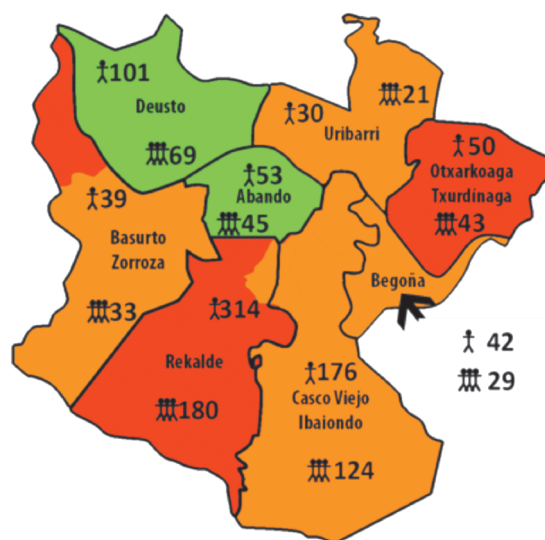 101
Deusto
69
30
21
Uribarri
50
Otxarkoaga
Txurdínaga
43
53
Abando
45
39
Basurto
Zorroza
33
Begoña
42
29
314
Rekalde
180
176
Casco Viejo
Ibaiondo
124